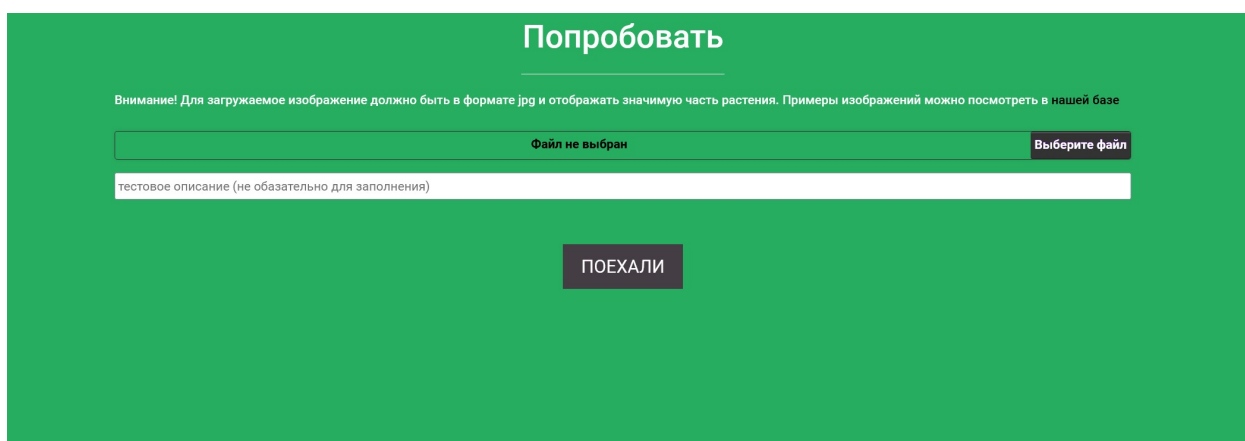 Попробовать
Внимание! Для загружаемое изображение должно быть в формате jpg и отображать значимую часть растения. Примеры изображений можно посмотреть в нашей базе
Файл не выбран Выберите файл
тестовое описание (не обазательно для заполнения)
ПОЕХАЛИ